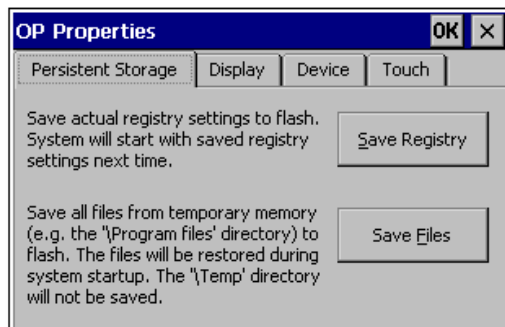 OP Properties OK ×
Persistent Storage Display Device Touch
Save actual registry settings to flash.
System will start with saved registry
settings next time.
Save Registry
Save all files from temporary memory
(e.g. the '\Program files' directory) to
flash. The files will be restored during
system startup. The '\Temp' directory
will not be saved.
Save Files